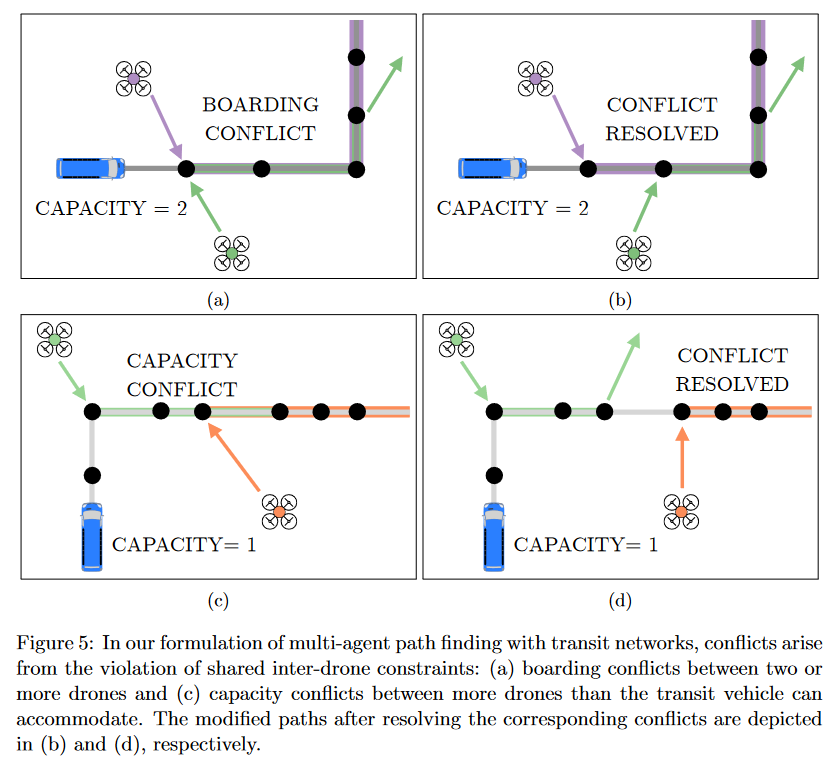 BOARDING
CONFLICT
CAPACITY = 2
(a)
CONFLICT
RESOLVED
CAPACITY = 2
(b)
CAPACITY
CONFLICT
CAPACITY= 1
(c)
CONFLICT
RESOLVED
CAPACITY= 1
(d)
Figure 5: In our formulation of multi-agent path finding with transit networks, conflicts arise
from the violation of shared inter-drone constraints: (a) boarding conflicts between two or
more drones and (c) capacity conflicts between more drones than the transit vehicle can
accommodate. The modified paths after resolving the corresponding conflicts are depicted
in (b) and (d), respectively.